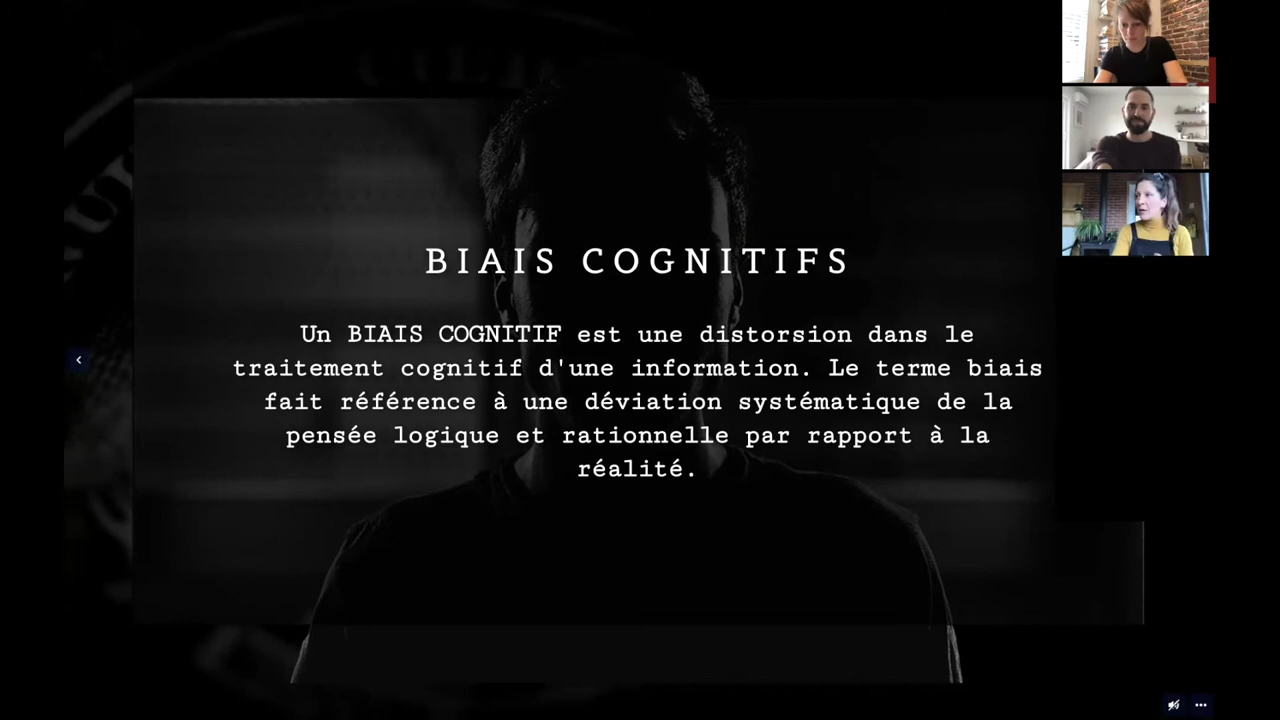 BIAIS COGNITIFS
Un BIAIS COGNITIF est une distorsion dans le
traitement cognitif d'une information. Le terme biais
fait référence à une déviation systématique de la
pensée logique et rationnelle par rapport à la
réalité.